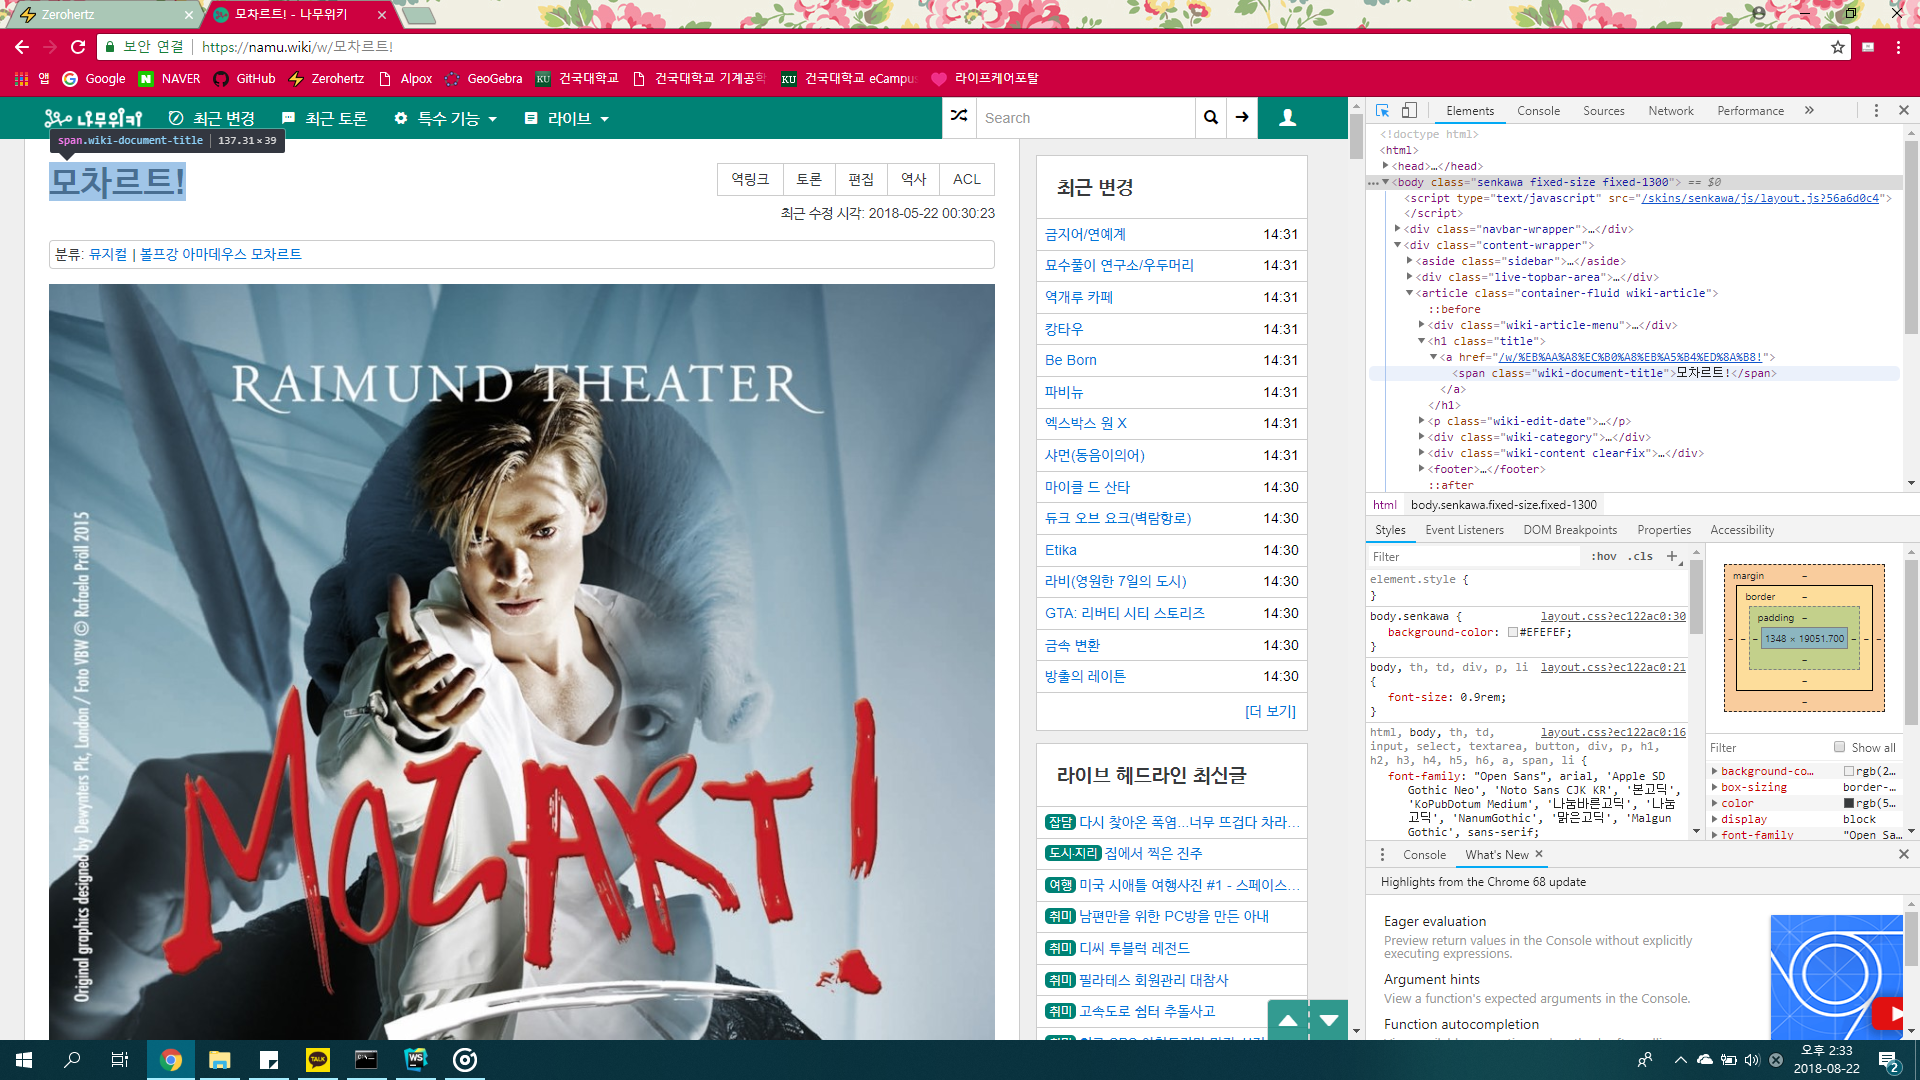 Zerohertz
모차르트! - 나무위키
보안 연결 https://namu.wiki/w/모차르트!
앱 Google NAVER GitHub Zerohertz Alpox GeoGebra 건국대학교 건국대학교 기계공학 건국대학교 eCampus 라이프케어포탈
나무위키 최근 변경 최근 토론 특수 기능 라이브 Search
span.wiki-document-title 137.31×39
모차르트!
역링크 토론 편집 역사 ACL
최근 수정 시각: 2018-05-22 00:30:23
분류: 뮤지컬 | 볼프강 아마데우스 모차르트
RAIMUND THEATER
MOZART!
Original graphics designed by Dewynters Plc, London / Foto VBW © Rafaela Pröll 2015
최근 변경
금지어/연예계 14:31
묘수풀이 연구소/우두머리 14:31
역개루 카페 14:31
캉타우 14:31
Be Born 14:31
파비뉴 14:31
엑스박스 원 X 14:31
샤먼(동음이의어) 14:31
마이클 드 산타 14:30
듀크 오브 요크(벽람항로) 14:30
Etika 14:30
라비(영원한 7일의 도시) 14:30
GTA: 리버티 시티 스토리즈 14:30
금속 변환 14:30
방출의 레이튼 14:30
[더 보기]
라이브 헤드라인 최신글
잡담 다시 찾아온 폭염...너무 뜨겁다 차라…
도시·지리 집에서 찍은 진주
여행 미국 시애틀 여행사진 #1 - 스페이스…
취미 남편만을 위한 PC방을 만든 아내
취미 디씨 투블럭 레전드
취미 필라테스 회원관리 대참사
취미 고속도로 쉼터 추돌사고
Elements Console Sources Network Performance »
<!doctype html>
<html>
<head>…</head>
<body class="senkawa fixed-size fixed-1300"> == $0
<script type="text/javascript" src="/skins/senkawa/js/layout.js?56a6d0c4">
</script>
<div class="navbar-wrapper">…</div>
<div class="content-wrapper">
<aside class="sidebar">…</aside>
<div class="live-topbar-area">…</div>
<article class="container-fluid wiki-article">
::before
<div class="wiki-article-menu">…</div>
<h1 class="title">
<a href="/w/%EB%AA%A8%EC%B0%A8%EB%A5%B4%ED%8A%B8!">
<span class="wiki-document-title">모차르트!</span>
</a>
</h1>
<p class="wiki-edit-date">…</p>
<div class="wiki-category">…</div>
<div class="wiki-content clearfix">…</div>
<footer>…</footer>
::after
html body.senkawa.fixed-size.fixed-1300
Styles Event Listeners DOM Breakpoints Properties Accessibility
Filter :hov .cls +
element.style {
}
body.senkawa { layout.css?ec122ac0:30
background-color: #EFEFEF;
}
body, th, td, div, p, li layout.css?ec122ac0:21
{
font-size: 0.9rem;
}
html, body, th, td, layout.css?ec122ac0:16
input, select, textarea, button, div, p, h1,
h2, h3, h4, h5, h6, a, span, li {
font-family: "Open Sans", arial, 'Apple SD
Gothic Neo', 'Noto Sans CJK KR', '본고딕',
'KoPubDotum Medium', '나눔바른고딕', '나눔
고딕', 'NanumGothic', '맑은고딕', 'Malgun
Gothic', sans-serif;
margin –
border –
padding –
1348 × 19051.700
Filter Show all
background-co… rgb(2…
box-sizing border-…
color rgb(5…
display block
font-family "Open Sa…
Console What's New
Highlights from the Chrome 68 update
Eager evaluation
Preview return values in the Console without explicitly
executing expressions.
Argument hints
View a function's expected arguments in the Console.
Function autocompletion
TALK
WS
오후 2:33
2018-08-22
2